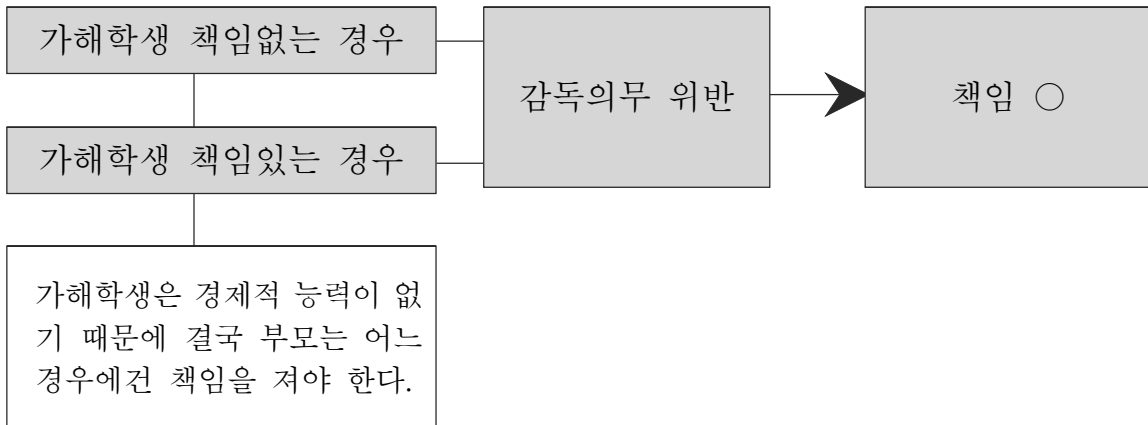 가해학생 책임없는 경우
감독의무 위반
책임 ○
가해학생 책임있는 경우
가해학생은 경제적 능력이 없
기 때문에 결국 부모는 어느
경우에건 책임을 져야 한다.